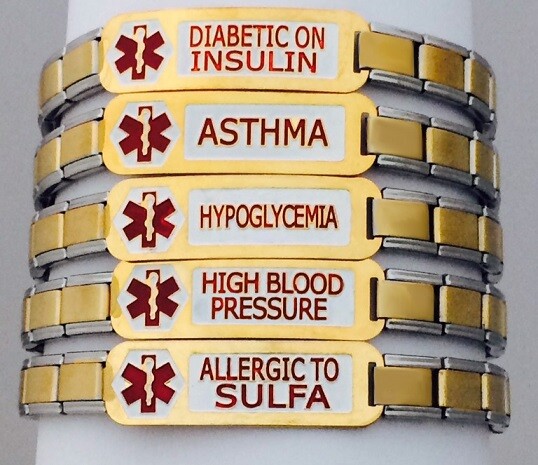 DIABETIC ON
INSULIN
ASTHMA
HYPOGLYCEMIA
HIGH BLOOD
PRESSURE
ALLERGIC TO
SULFA